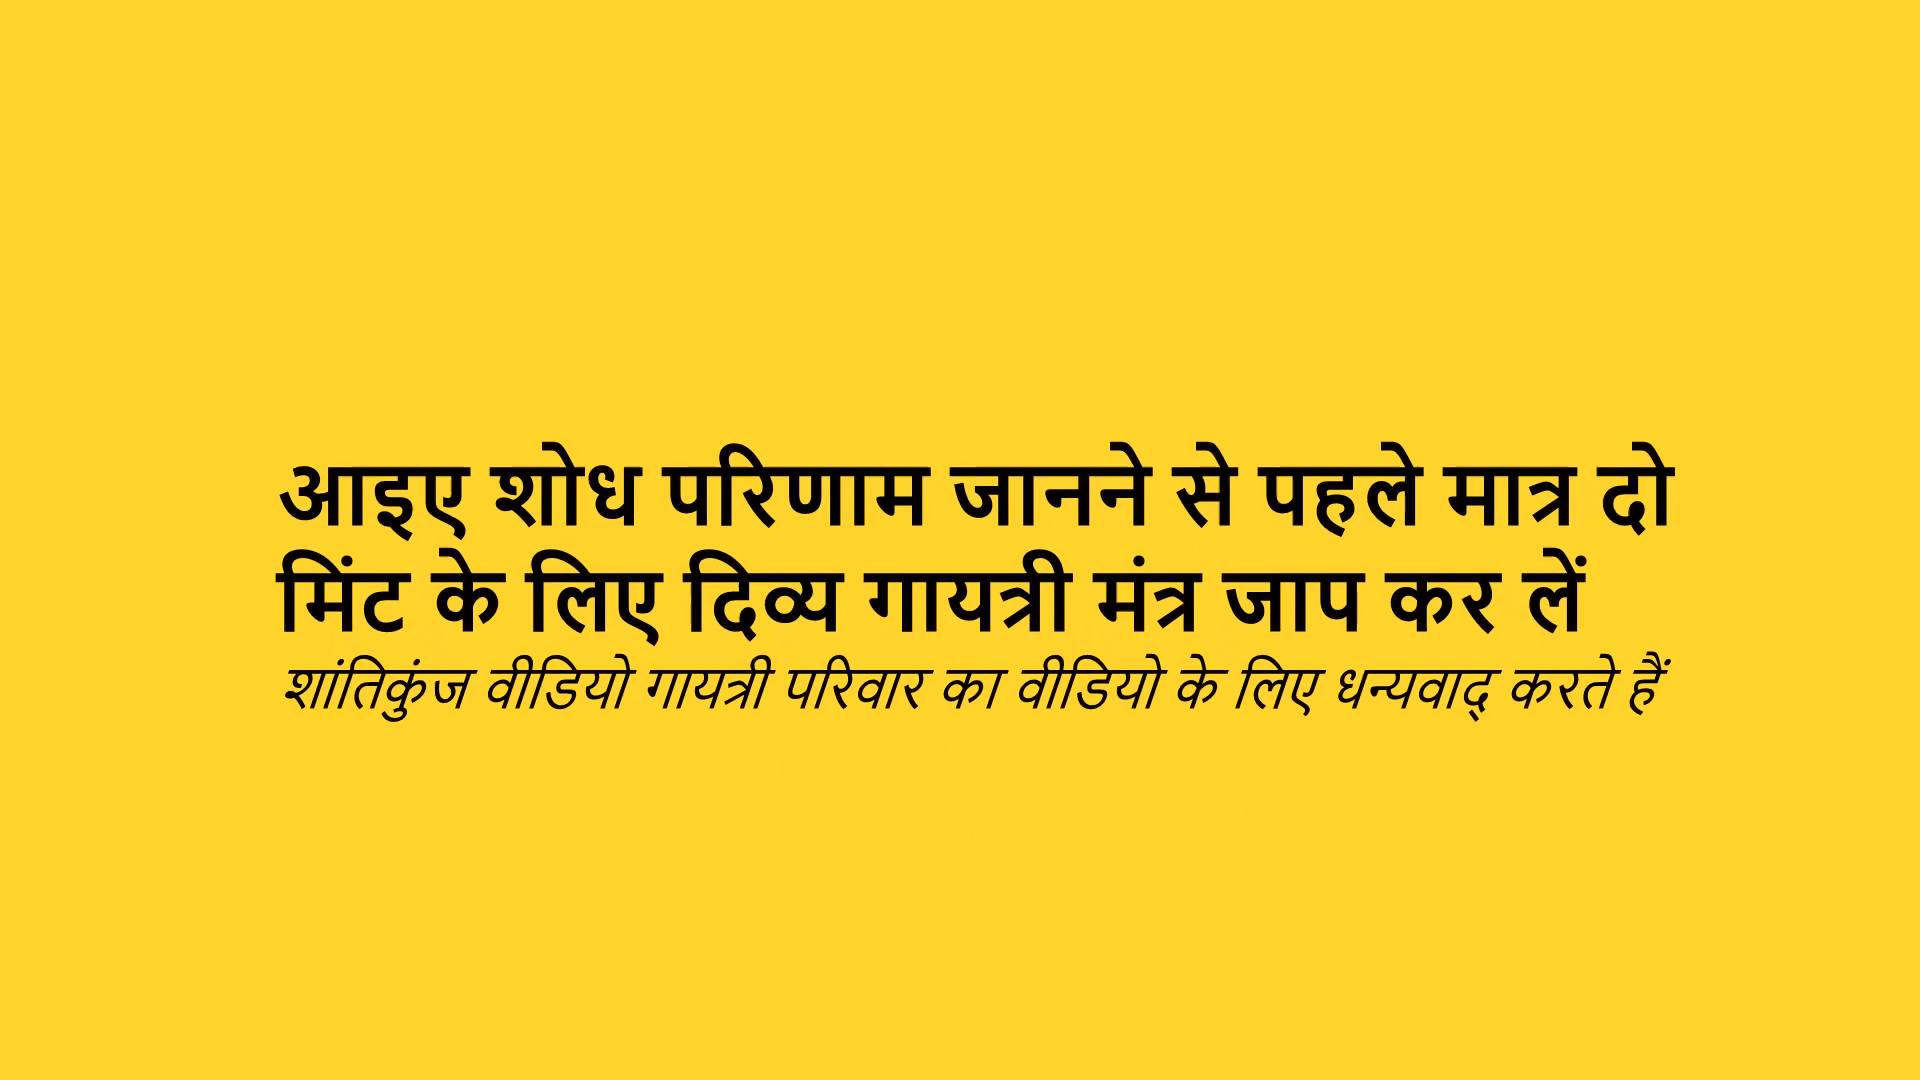 आइए शोध परिणाम जानने से पहले मात्र दो
मिंट के लिए दिव्य गायत्री मंत्र जाप कर लें
शांतिकुंज वीडियो गायत्री परिवार का वीडियो के लिए धन्यवाद् करते हैं